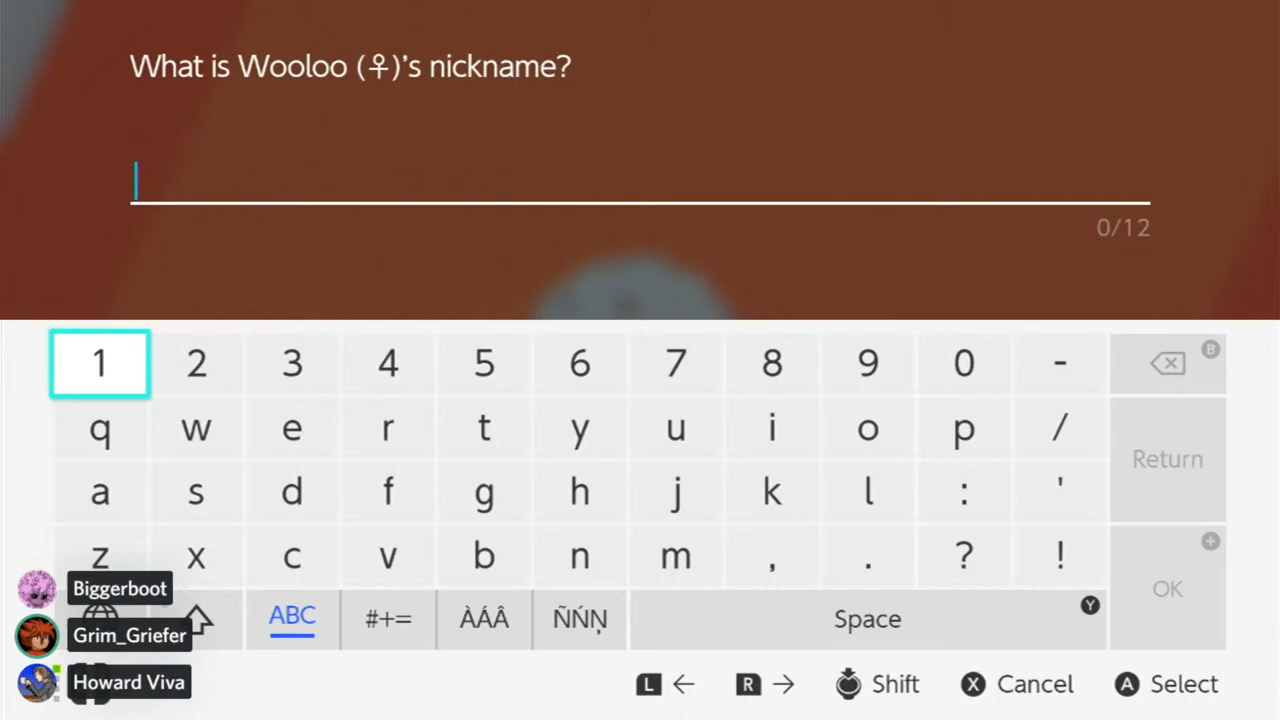 What is Wooloo (♀)'s nickname?
0/12
1 2 3 4 5 6 7 8 9 0 - B
q w e r t y u i o p /
Return
a s d f g h j k l : '
z x c v b n m , . ? !
+
OK
Biggerboot
ABC #+= ÀÁÂ ÑŃŅ Space Y
Grim_Griefer
Howard Viva
L ← R → Shift X Cancel A Select